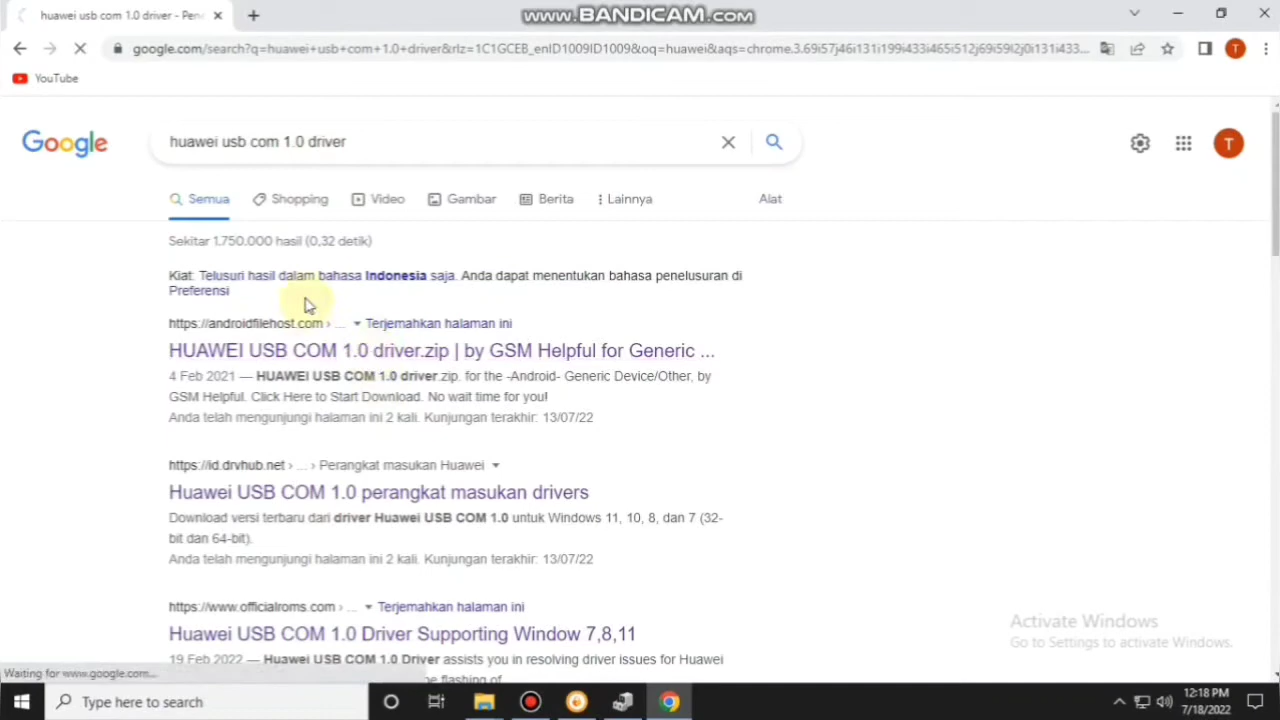 huawei usb com 1.0 driver - Pene
www.BANDICAM.com
google.com/search?q=huawei+usb+com+1.0+driver&rlz=1C1GCEB_enID1009ID1009&oq=huawei&aqs=chrome.3.69i57j46i131i199i433i465i512j69i59l2j0i131i433...
T
YouTube
Google
huawei usb com 1.0 driver
T
Semua
Shopping
Video
Gambar
Berita
Lainnya
Alat
Sekitar 1.750.000 hasil (0,32 detik)
Kiat: Telusuri hasil dalam bahasa Indonesia saja. Anda dapat menentukan bahasa penelusuran di
Preferensi
https://androidfilehost.com › ... Terjemahkan halaman ini
HUAWEI USB COM 1.0 driver.zip | by GSM Helpful for Generic ...
4 Feb 2021 — HUAWEI USB COM 1.0 driver.zip. for the -Android- Generic Device/Other, by
GSM Helpful. Click Here to Start Download. No wait time for you!
Anda telah mengunjungi halaman ini 2 kali. Kunjungan terakhir: 13/07/22
https://id.drvhub.net › ... › Perangkat masukan Huawei
Huawei USB COM 1.0 perangkat masukan drivers
Download versi terbaru dari driver Huawei USB COM 1.0 untuk Windows 11, 10, 8, dan 7 (32-
bit dan 64-bit).
Anda telah mengunjungi halaman ini 2 kali. Kunjungan terakhir: 13/07/22
https://www.officialroms.com › ... Terjemahkan halaman ini
Huawei USB COM 1.0 Driver Supporting Window 7,8,11
19 Feb 2022 — Huawei USB COM 1.0 Driver assists you in resolving driver issues for Huawei
the flashing of
Activate Windows
Go to Settings to activate Windows.
Waiting for www.google.com...
Type here to search
12:18 PM
7/18/2022